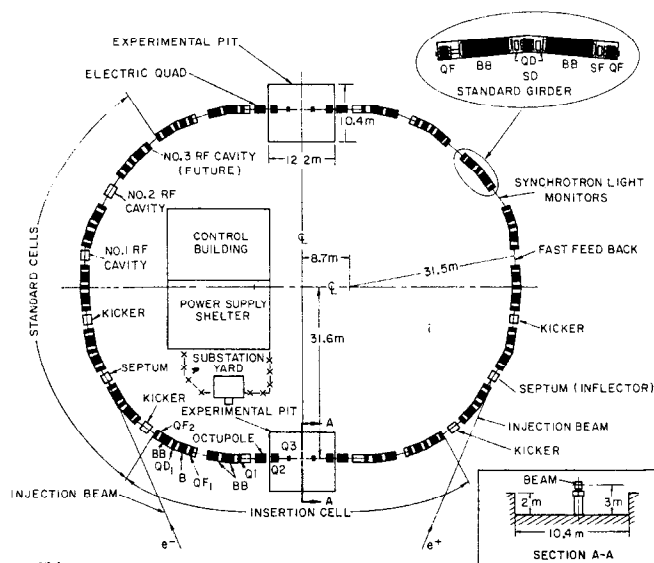 EXPERIMENTAL PIT
ELECTRIC QUAD
QF BB QD BB SF QF
SD
STANDARD GIRDER
10.4m
12.2m
NO.3 RF CAVITY
(FUTURE)
NO.2 RF
CAVITY
NO.1 RF
CAVITY
STANDARD CELLS
CONTROL
BUILDING
POWER SUPPLY
SHELTER
SUBSTATION
YARD
℄
8.7m
℄
31.5m
31.6m
SYNCHROTRON LIGHT
MONITORS
FAST FEED BACK
KICKER
KICKER
SEPTUM
SEPTUM (INFLECTOR)
KICKER
EXPERIMENTAL PIT
A
INJECTION BEAM
KICKER
QF2
OCTUPOLE
Q3
Q2
Q1
BB
BB
QD1
B
QF1
A
INJECTION BEAM
INSERTION CELL
e-
e+
BEAM
2m
3m
10.4m
SECTION A-A